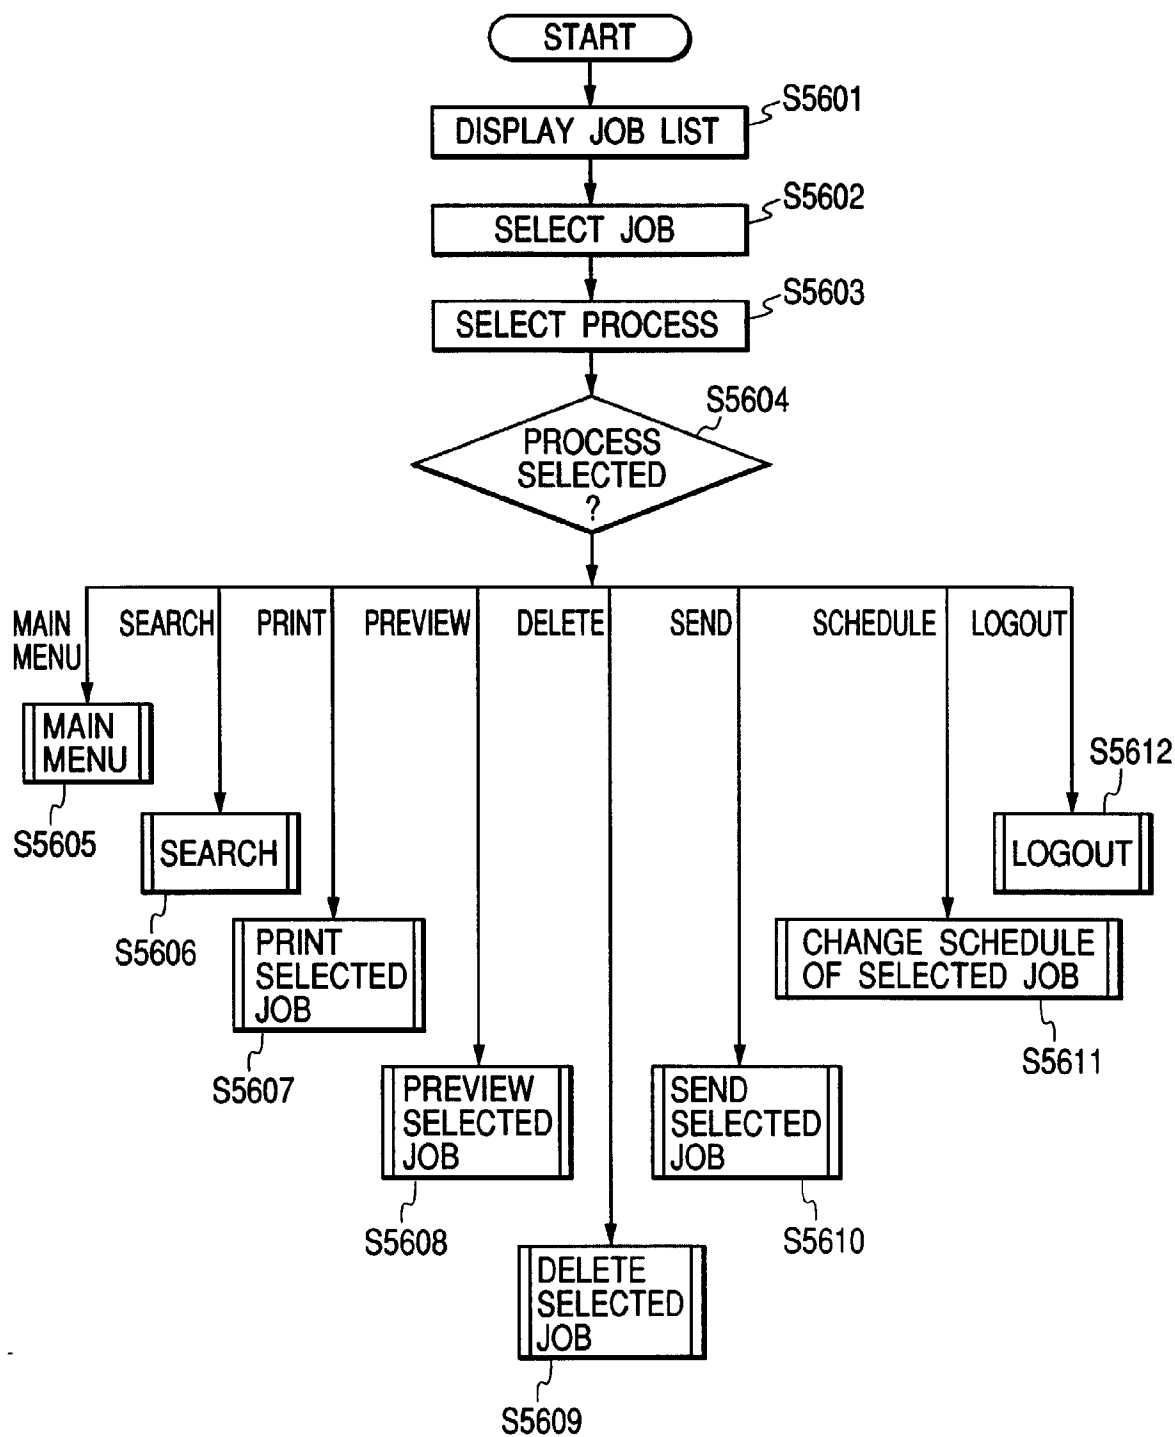 START
S5601
DISPLAY JOB LIST
S5602
SELECT JOB
S5603
SELECT PROCESS
S5604
PROCESS
SELECTED
?
MAIN
MENU
SEARCH
PRINT
PREVIEW
DELETE
SEND
SCHEDULE
LOGOUT
MAIN
MENU
S5605
SEARCH
S5606
PRINT
SELECTED
JOB
S5607
PREVIEW
SELECTED
JOB
S5608
DELETE
SELECTED
JOB
S5609
SEND
SELECTED
JOB
S5610
CHANGE SCHEDULE
OF SELECTED JOB
S5611
S5612
LOGOUT